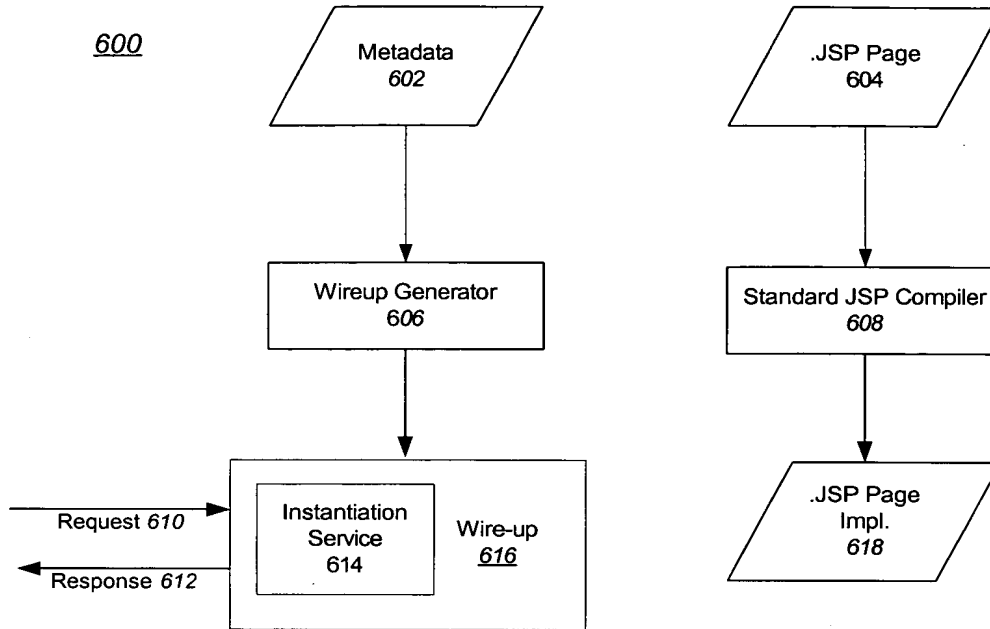 600
Metadata
602
.JSP Page
604
Wireup Generator
606
Standard JSP Compiler
608
Request 610
Response 612
Instantiation
Service
614
Wire-up
616
.JSP Page
Impl.
618